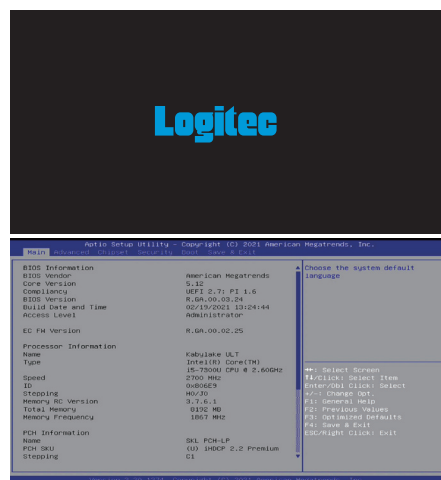 Logitec
Aptio Setup Utility - Copyright (C) 2021 American Megatrends, Inc.
Main Advanced Chipset Security Boot Save & Exit
BIOS Information
Choose the system default
BIOS Vendor American Megatrends
language
Core Version 5.12
Compliancy UEFI 2.7; PI 1.6
BIOS Version R.GA.00.03.24
Build Date and Time 02/19/2021 13:24:44
Access Level Administrator
EC FW Version R.GA.00.02.25
Processor Information
Name Kabylake ULT
Type Intel(R) Core(TM)
i5-7300U CPU @ 2.60GHz
Speed 2700 MHz
ID 0x806E9
Stepping H0/J0
Memory RC Version 3.7.6.1
Total Memory 8192 MB
Memory Frequency 1867 MHz
PCH Information
Name SKL PCH-LP
PCH SKU (U) iHDCP 2.2 Premium
Stepping C1
→←: Select Screen
↑↓/Click: Select Item
Enter/Dbl Click: Select
+/-: Change Opt.
F1: General Help
F2: Previous Values
F3: Optimized Defaults
F4: Save & Exit
ESC/Right Click: Exit